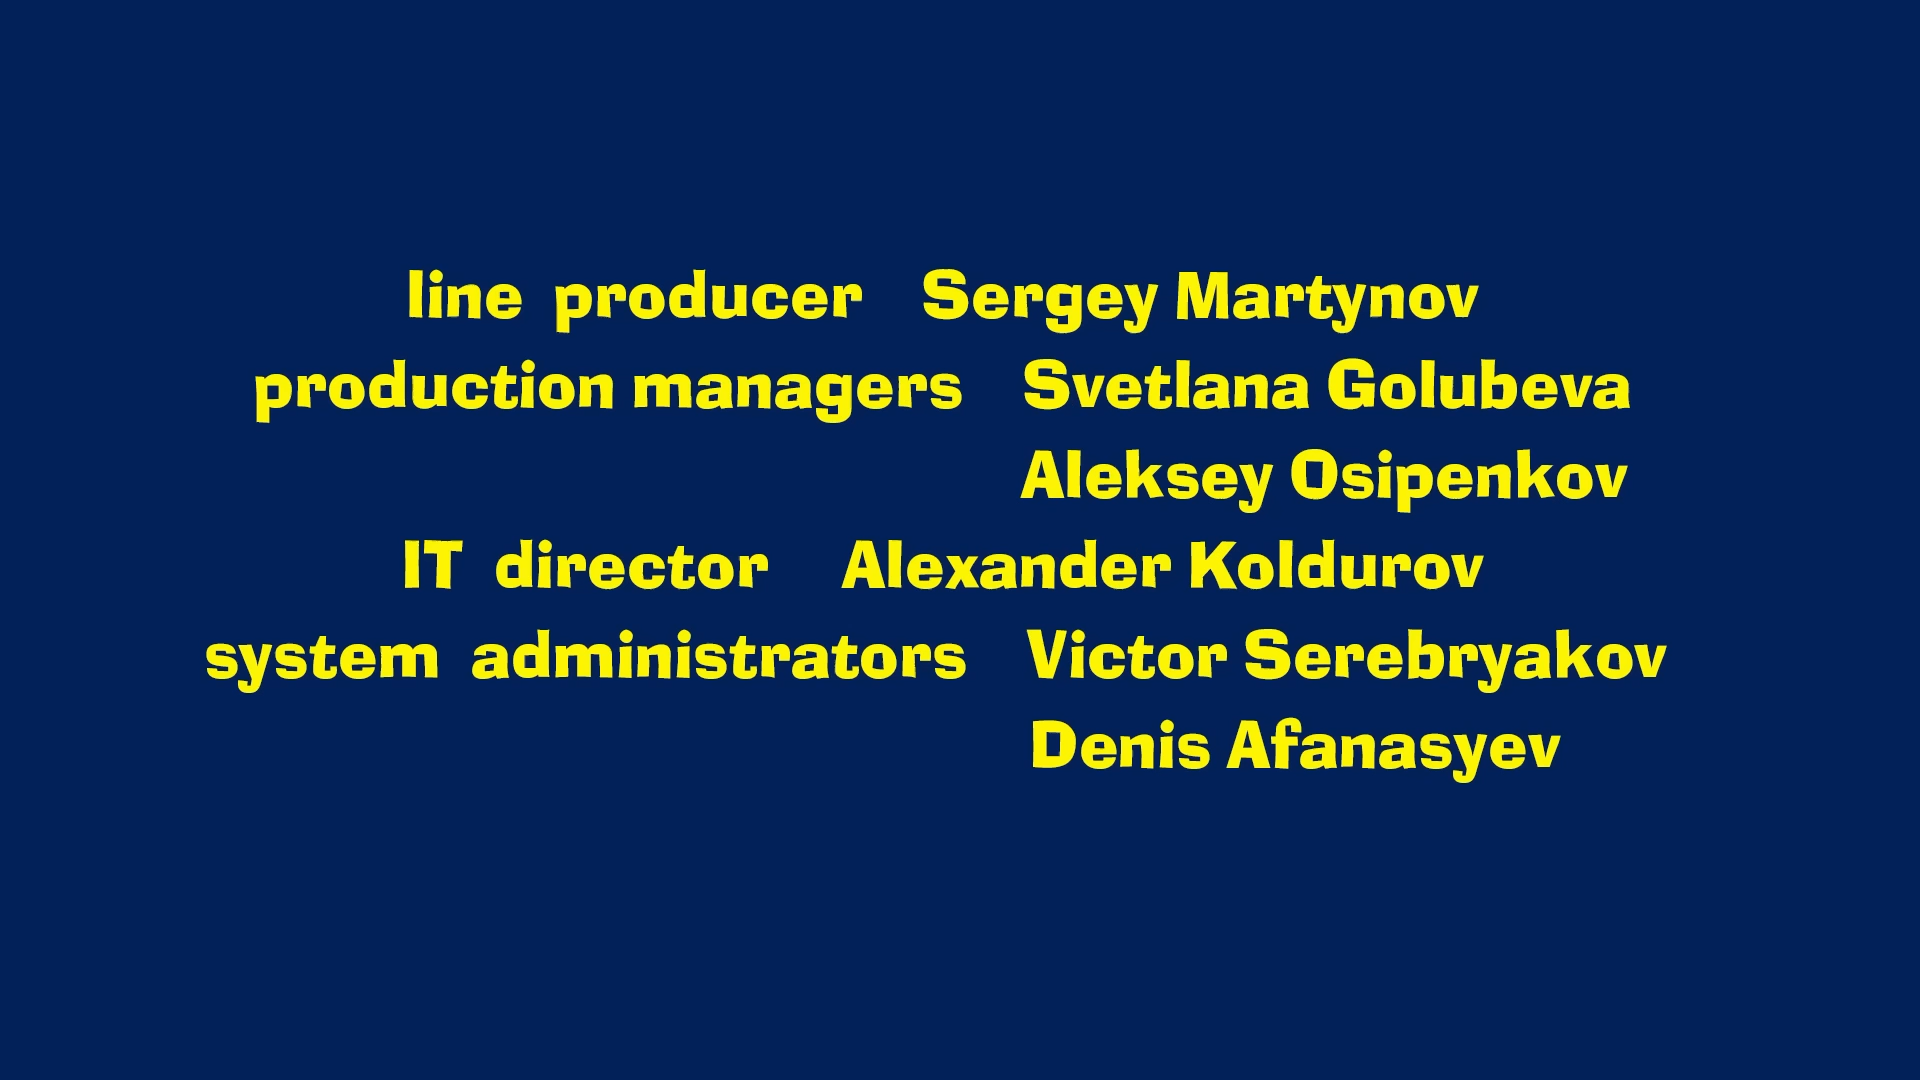 line producer Sergey Martynov
production managers Svetlana Golubeva
Aleksey Osipenkov
IT director Alexander Koldurov
system administrators Victor Serebryakov
Denis Afanasyev